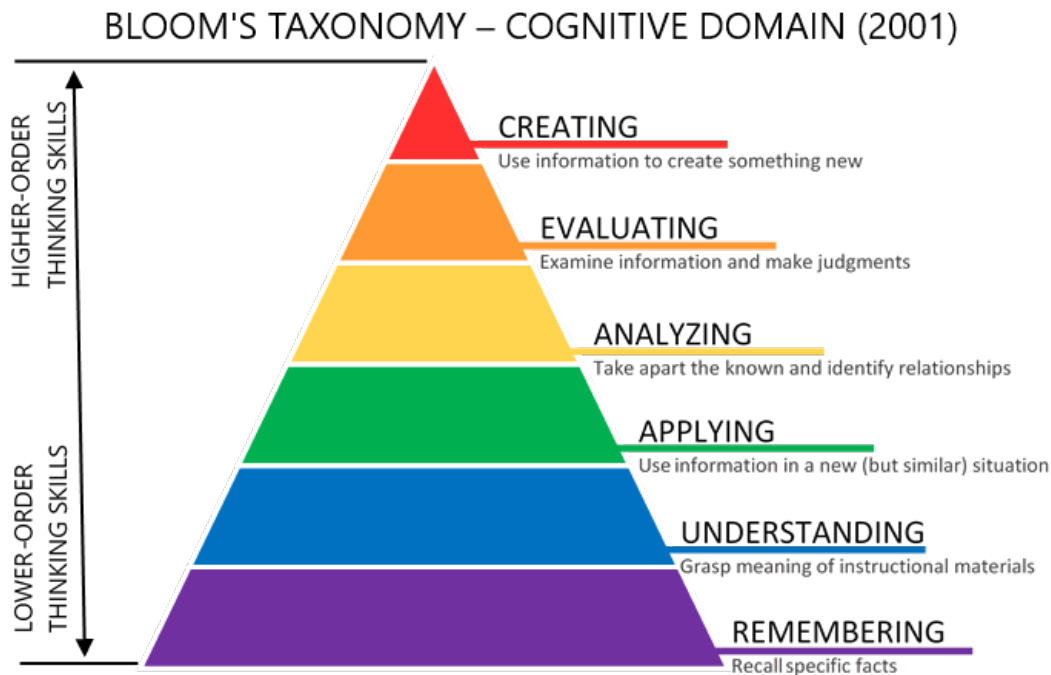 BLOOM'S TAXONOMY – COGNITIVE DOMAIN (2001)
HIGHER-ORDER
THINKING SKILLS
CREATING
Use information to create something new
EVALUATING
Examine information and make judgments
ANALYZING
Take apart the known and identify relationships
APPLYING
Use information in a new (but similar) situation
LOWER-ORDER
THINKING SKILLS
UNDERSTANDING
Grasp meaning of instructional materials
REMEMBERING
Recall specific facts